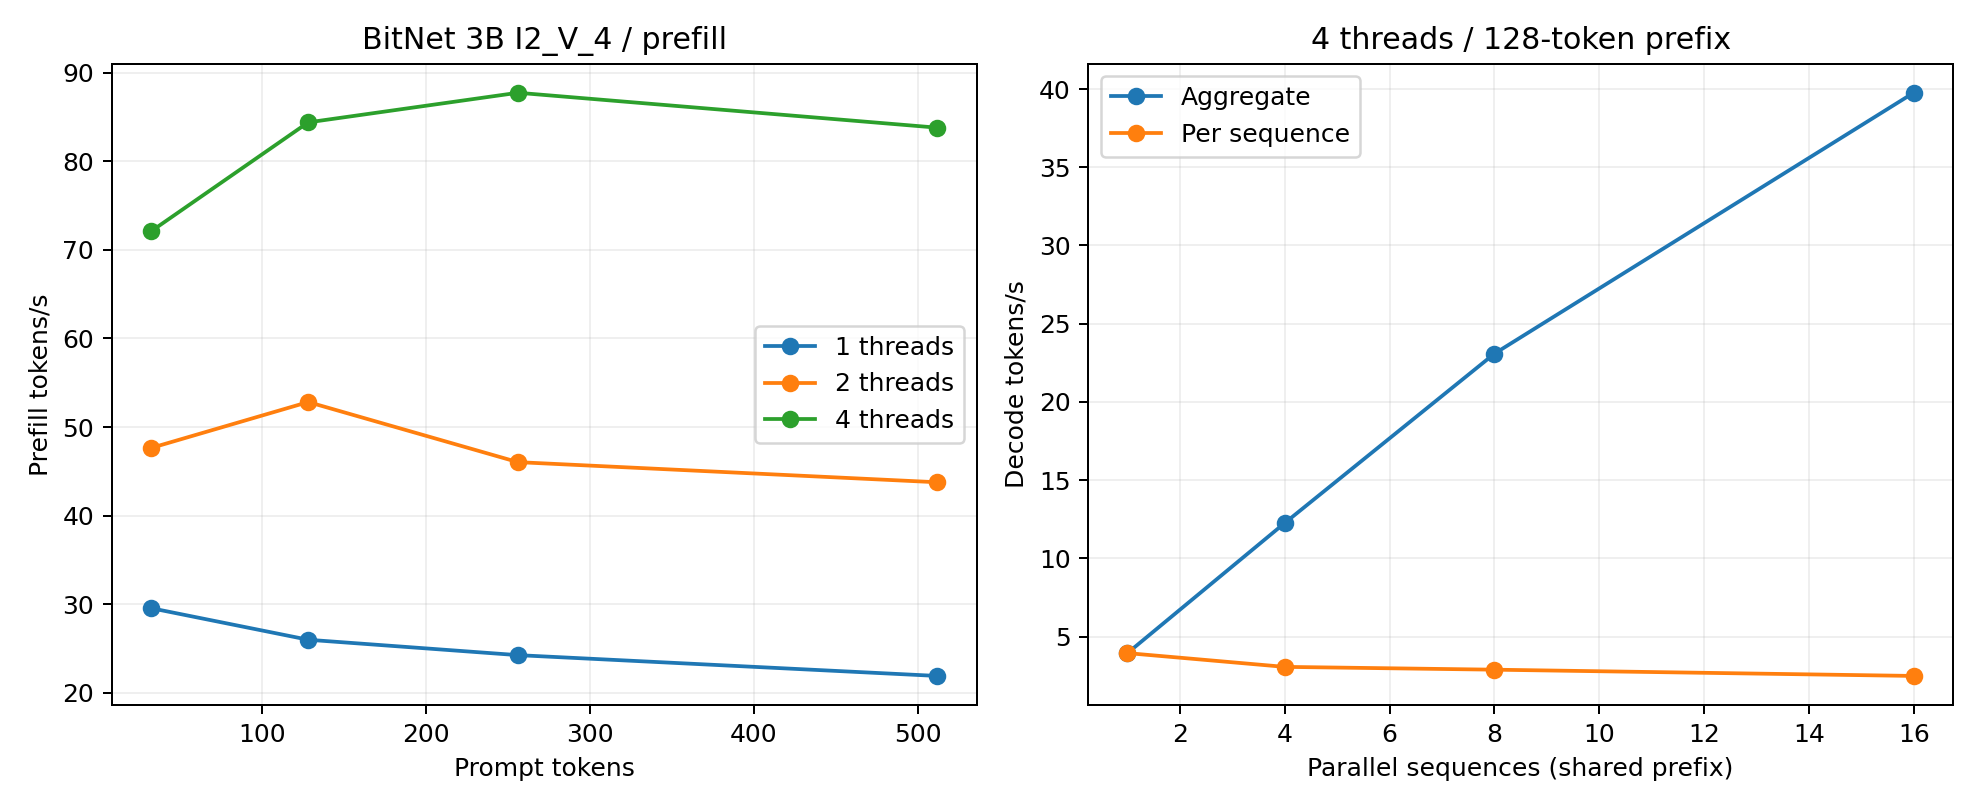 BitNet 3B I2_V_4 / prefill
90
80
70
60
50
40
30
20
Prefill tokens/s
1 threads
2 threads
4 threads
100
200
300
400
500
Prompt tokens
4 threads / 128-token prefix
Aggregate
Per sequence
40
35
30
25
20
15
10
5
Decode tokens/s
2
4
6
8
10
12
14
16
Parallel sequences (shared prefix)